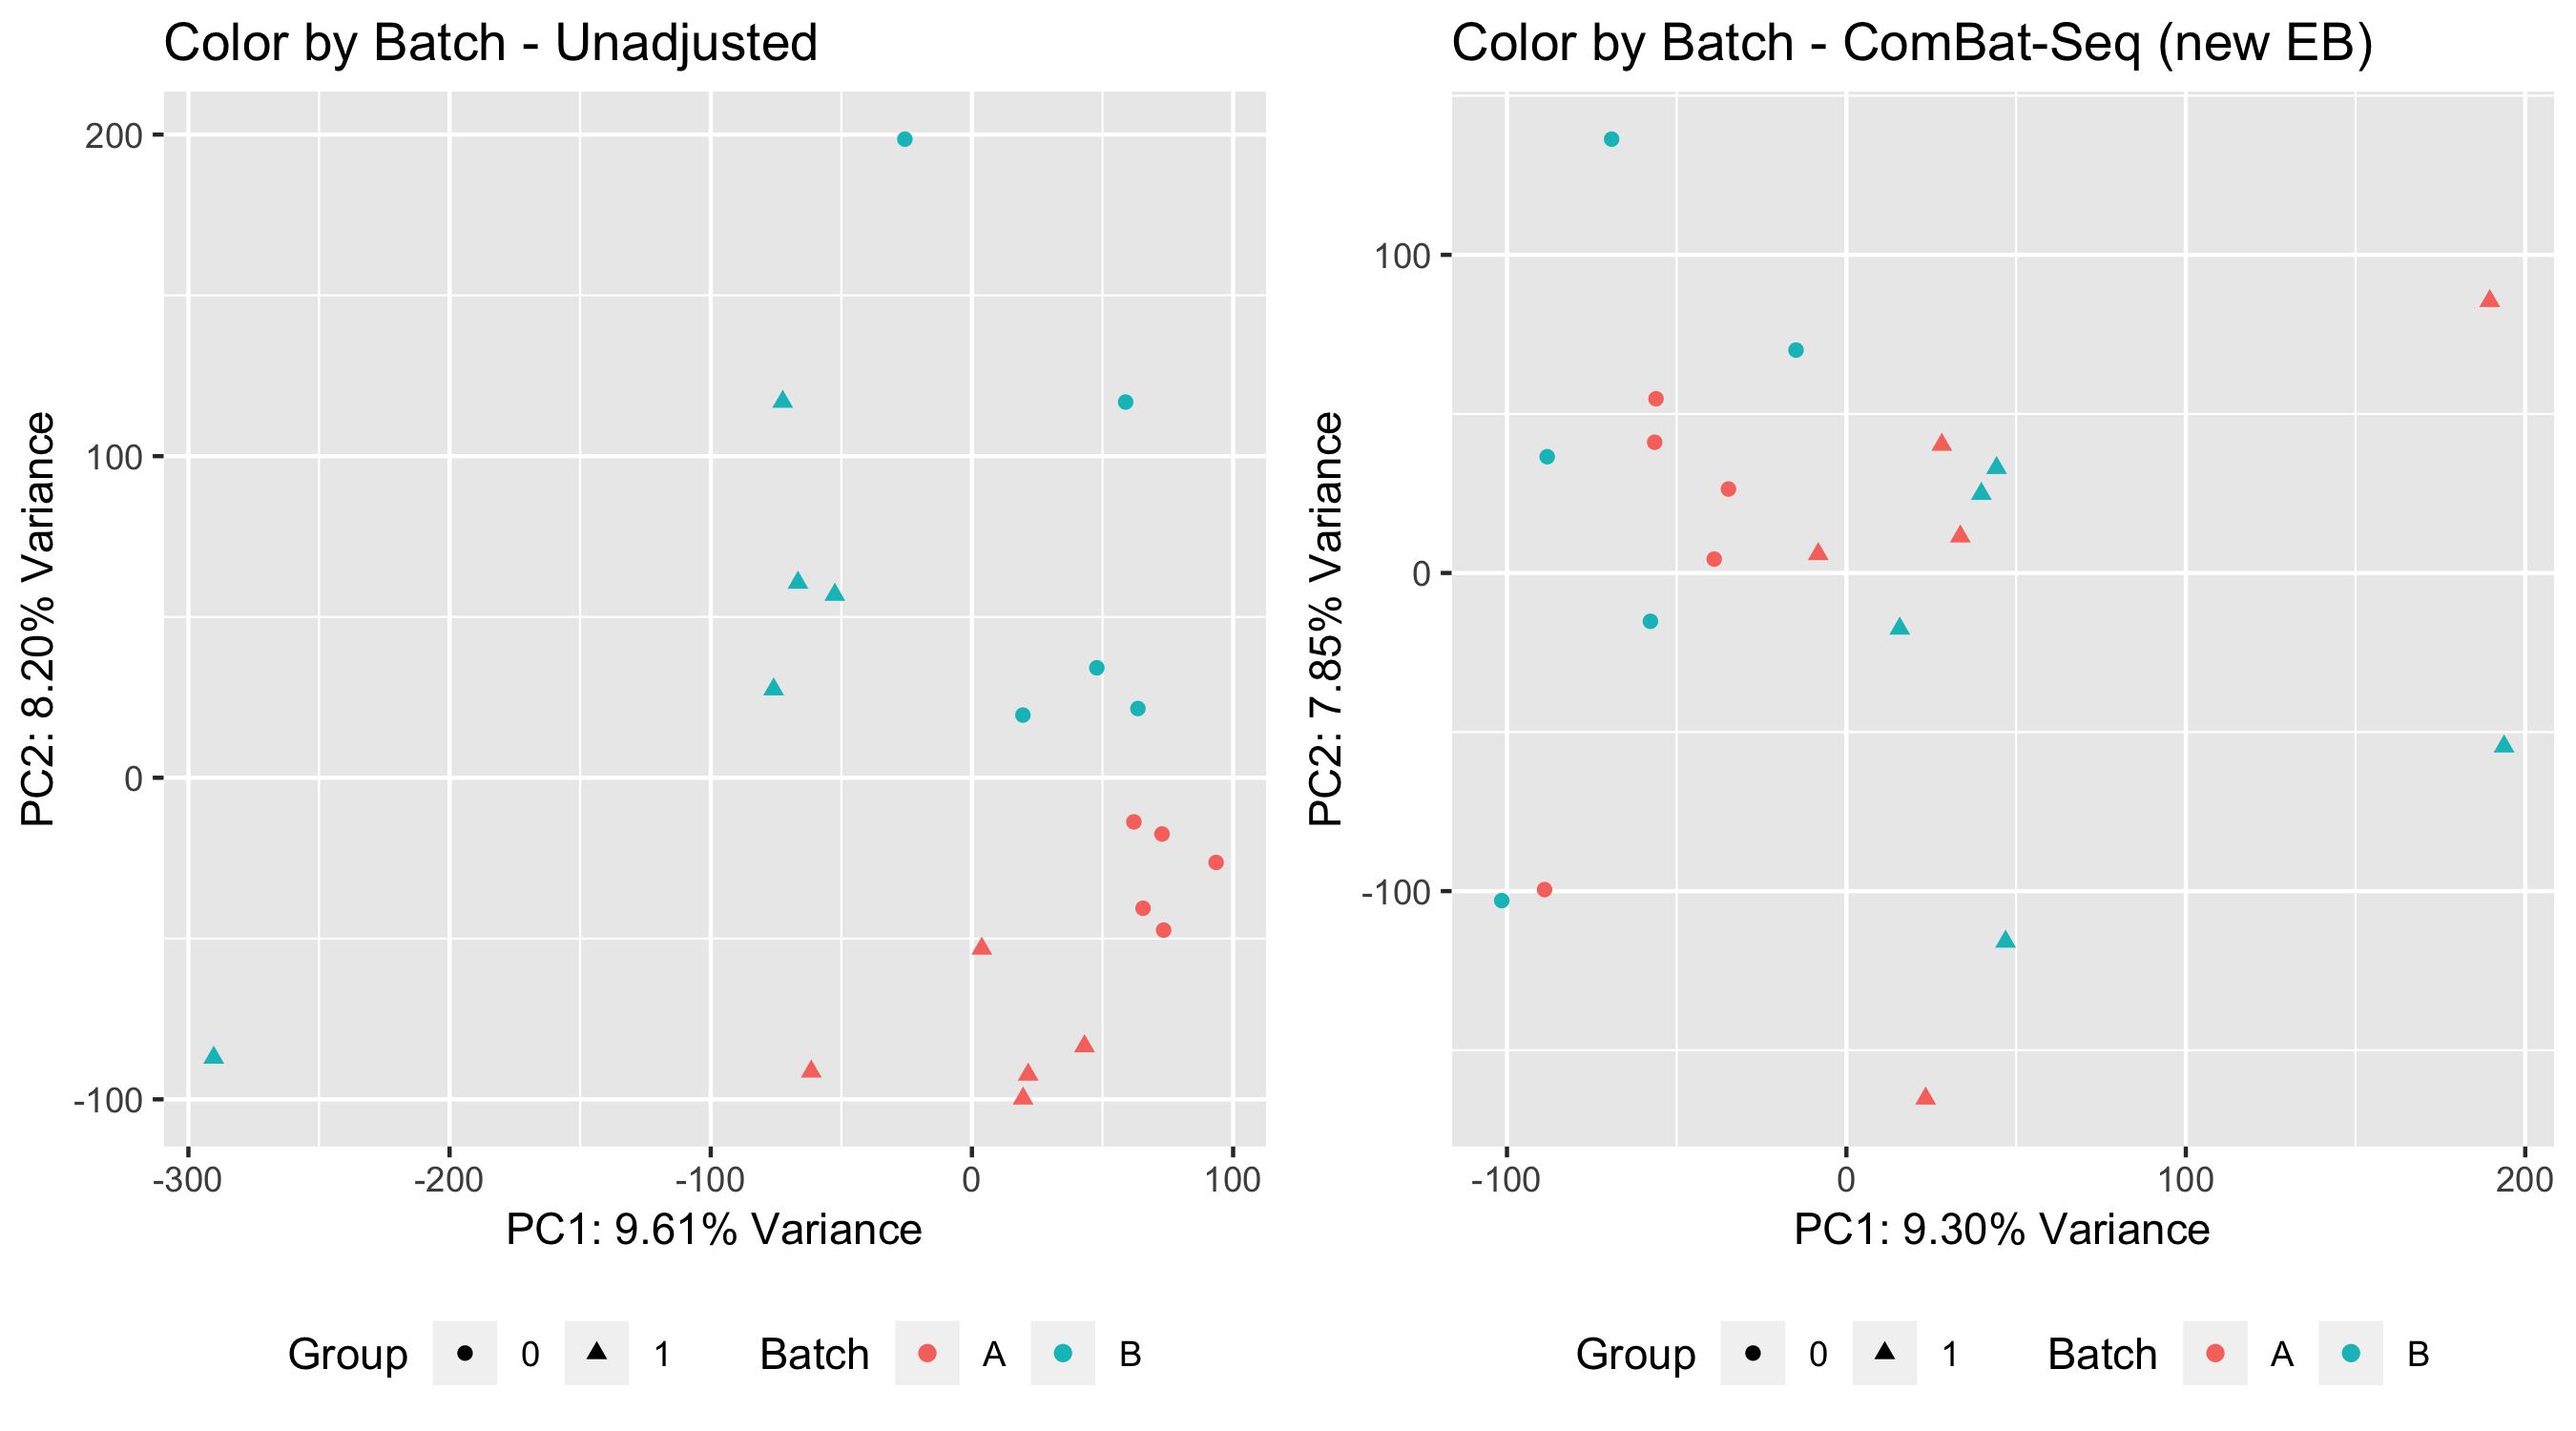 Color by Batch - Unadjusted
200
100
0
-100
PC2: 8.20% Variance
-300 -200 -100 0 100
PC1: 9.61% Variance
Group 0 1 Batch A B
Color by Batch - ComBat-Seq (new EB)
100
0
-100
PC2: 7.85% Variance
-100 0 100 200
PC1: 9.30% Variance
Group 0 1 Batch A B